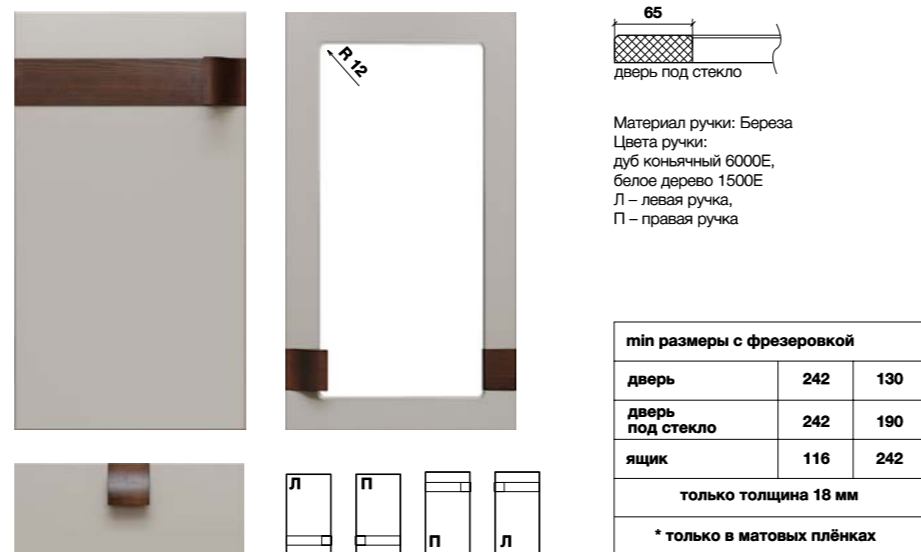 R 12
65
дверь под стекло
Материал ручки: Береза
Цвета ручки:
дуб коньячный 6000Е,
белое дерево 1500Е
Л – левая ручка,
П – правая ручка
min размеры с фрезеровкой
дверь 242 130
дверь
под стекло 242 190
ящик 116 242
только толщина 18 мм
* только в матовых плёнках
Л П
П Л